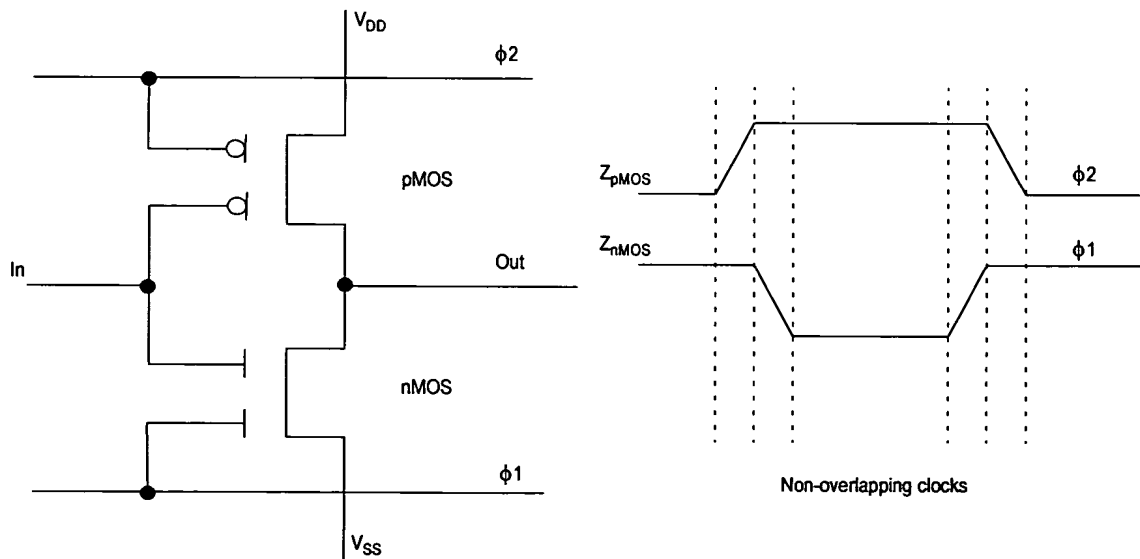 V_DD
ϕ2
pMOS
In
Out
nMOS
ϕ1
V_SS
Z_pMOS
ϕ2
Z_nMOS
ϕ1
Non-overlapping clocks